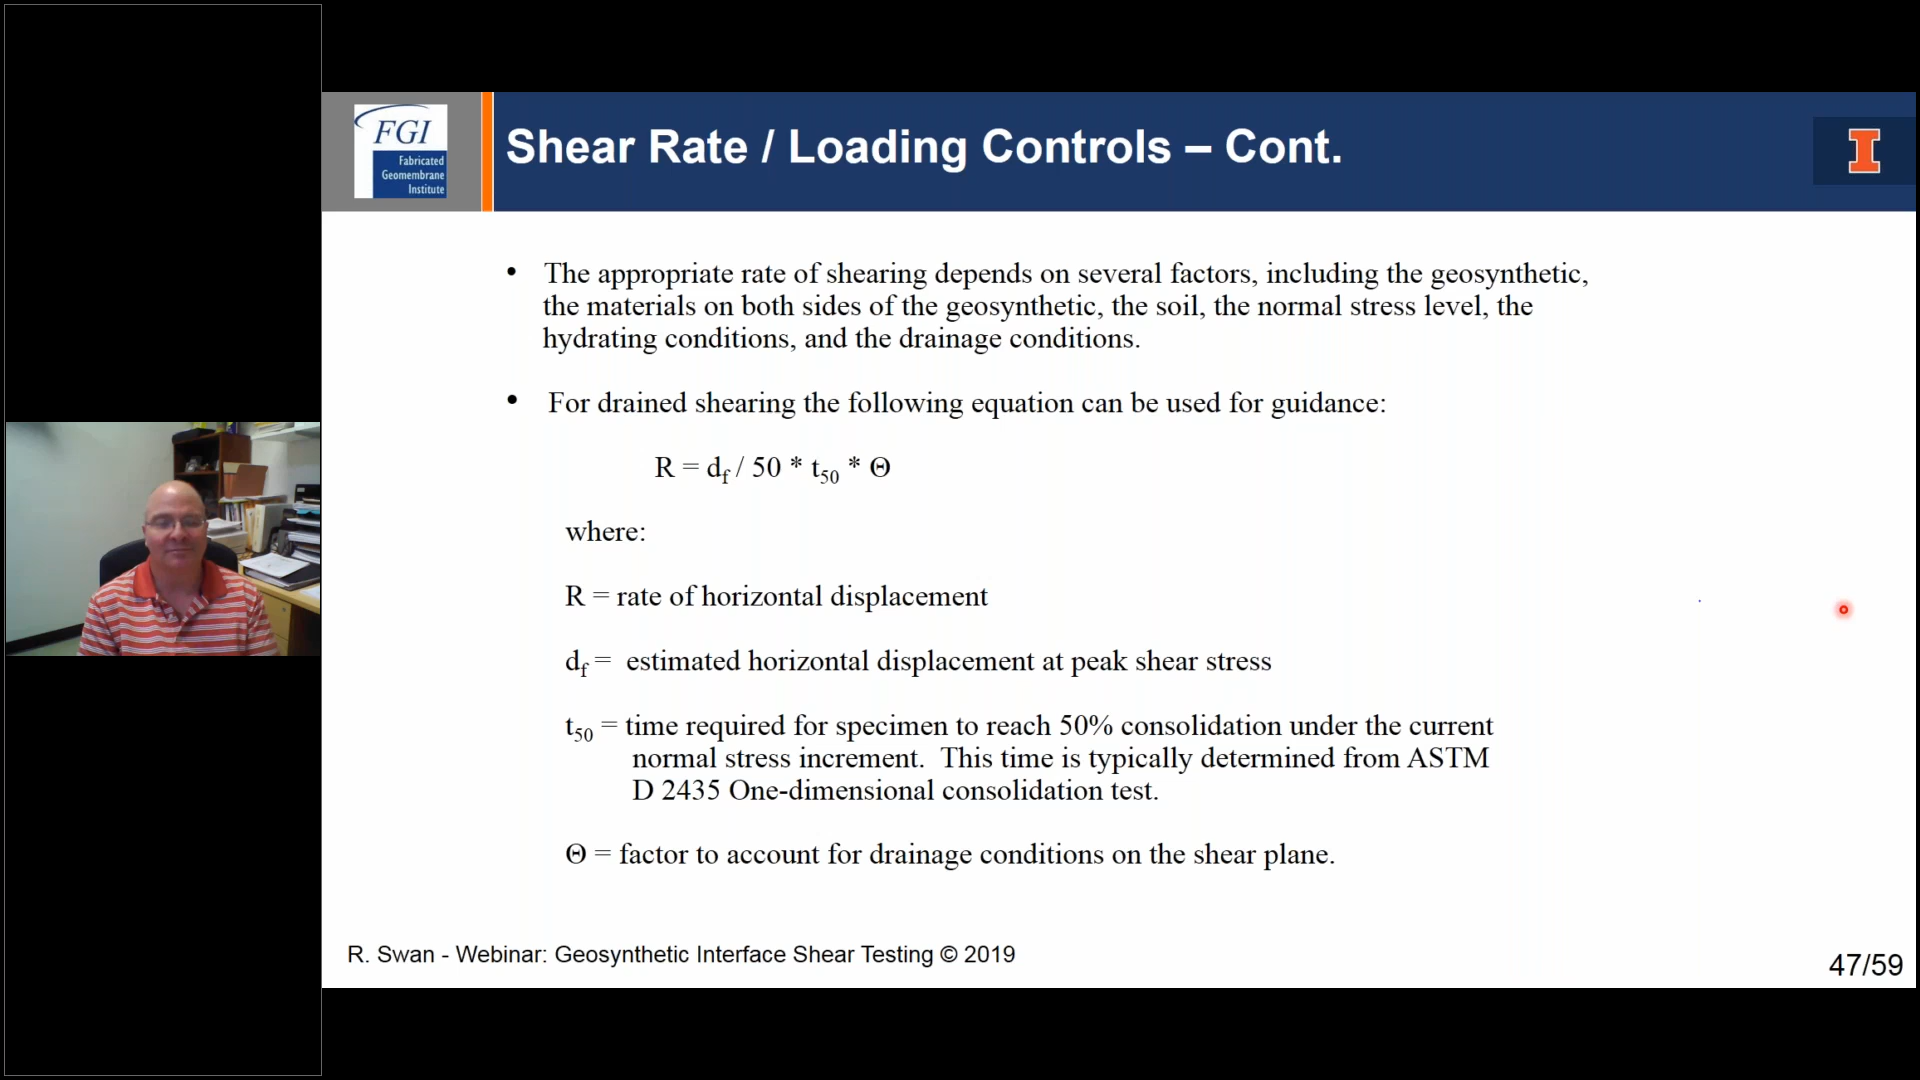 FGI
Fabricated
Geomembrane
Institute
Shear Rate / Loading Controls – Cont.
I
• The appropriate rate of shearing depends on several factors, including the geosynthetic,
the materials on both sides of the geosynthetic, the soil, the normal stress level, the
hydrating conditions, and the drainage conditions.
• For drained shearing the following equation can be used for guidance:
R = d_f / 50 * t_50 * Θ
where:
R = rate of horizontal displacement
d_f = estimated horizontal displacement at peak shear stress
t_50 = time required for specimen to reach 50% consolidation under the current
normal stress increment. This time is typically determined from ASTM
D 2435 One-dimensional consolidation test.
Θ = factor to account for drainage conditions on the shear plane.
R. Swan - Webinar: Geosynthetic Interface Shear Testing © 2019
47/59